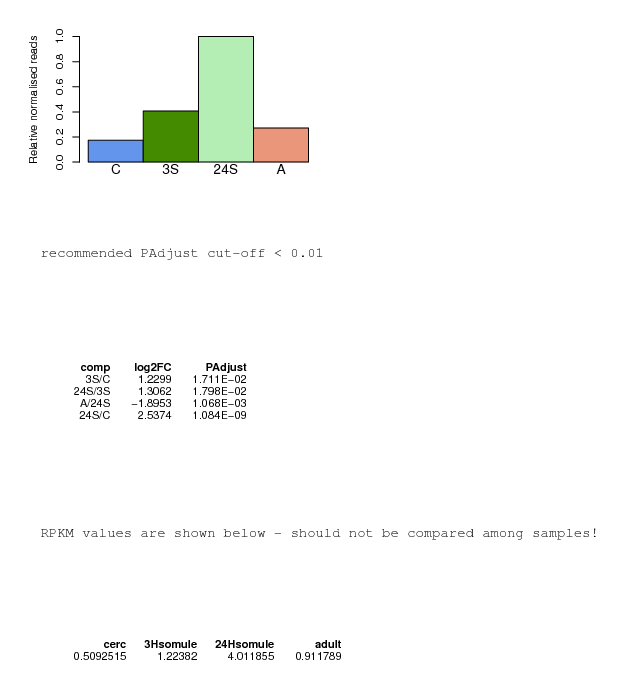 Relative normalised reads
1.0
0.8
0.6
0.4
0.2
0.0
C 3S 24S A
recommended PAdjust cut-off < 0.01
comp log2FC PAdjust
3S/C 1.2299 1.711E−02
24S/3S 1.3062 1.798E−02
A/24S −1.8953 1.068E−03
24S/C 2.5374 1.084E−09
RPKM values are shown below - should not be compared among samples!
cerc 3Hsomule 24Hsomule adult
0.5092515 1.22382 4.011855 0.911789